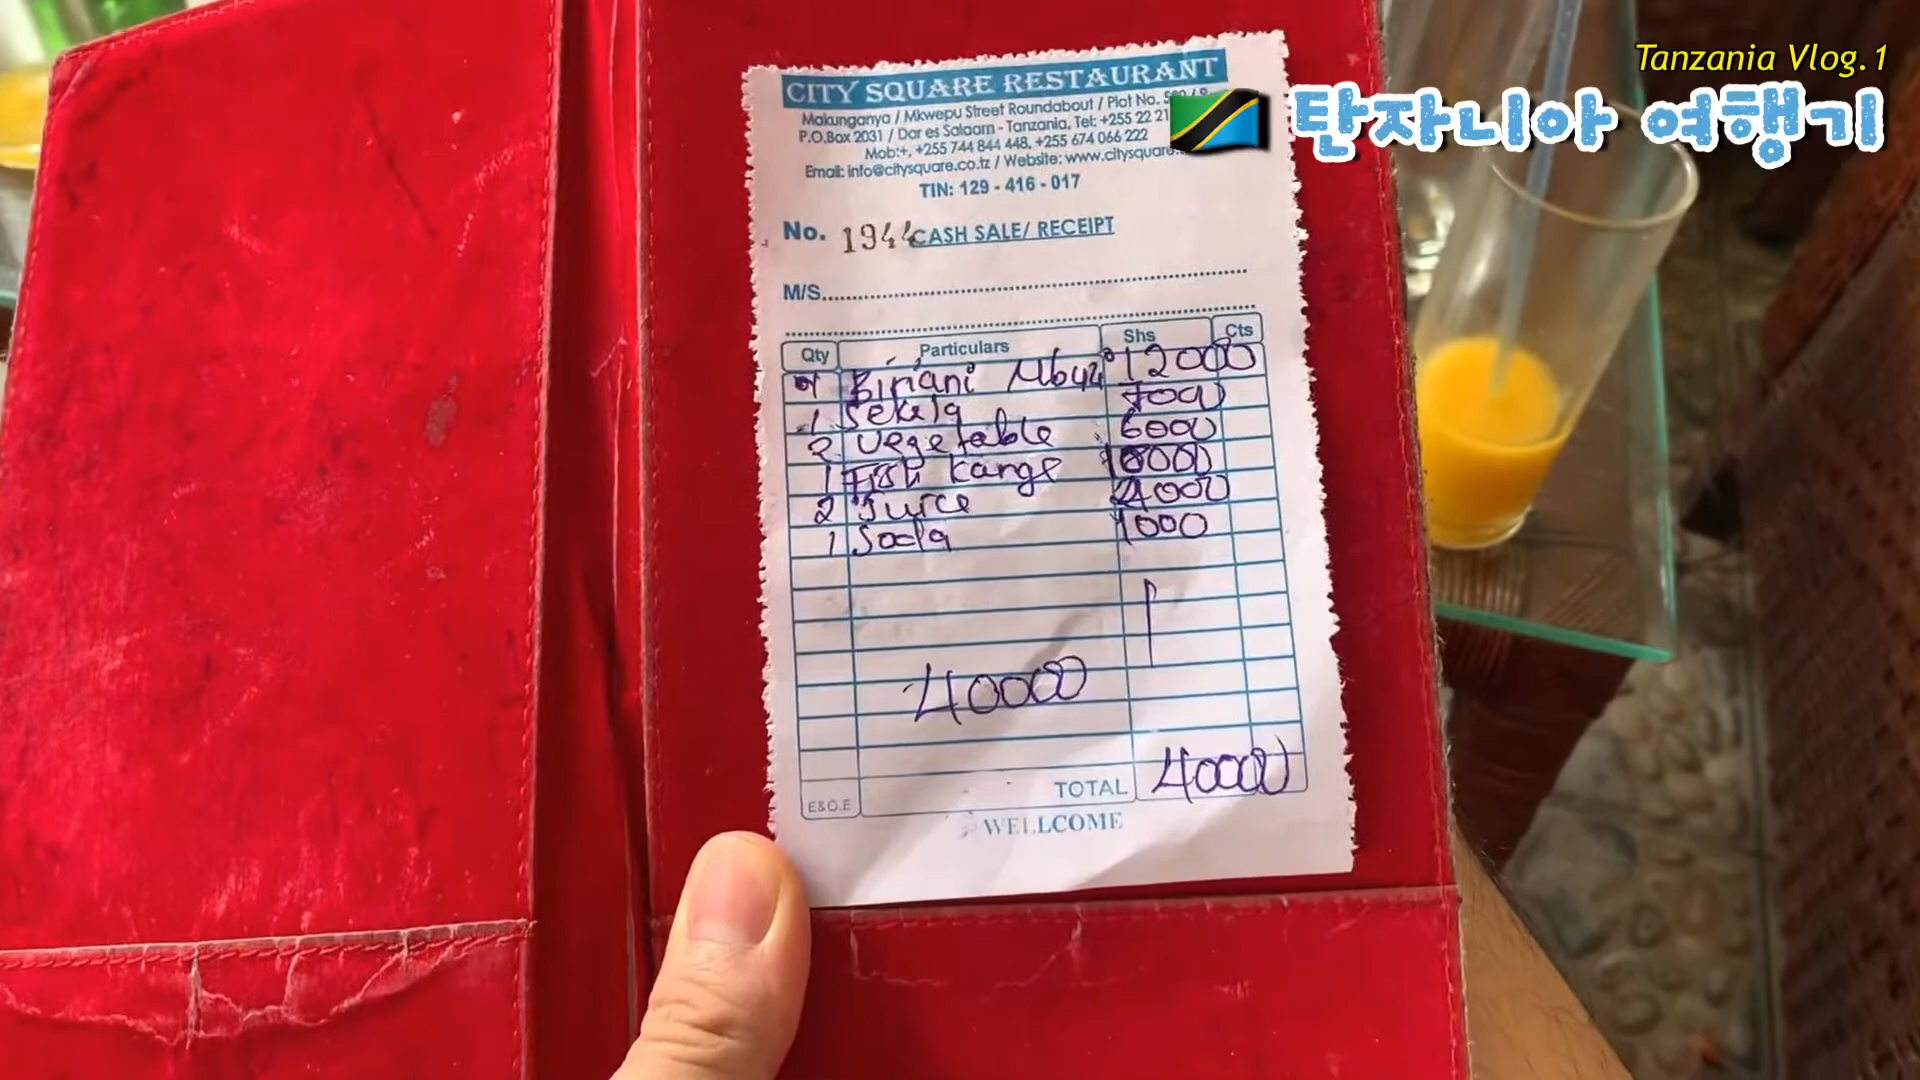 Tanzania Vlog.1
탄자니아 여행기
CITY SQUARE RESTAURANT
Makunganya / Mkwepu Street Roundabout / Plot No.
P.O.Box 2031 / Dar es Salaam - Tanzania, Tel: +255 22 21
Mob:+, +255 744 844 448, +255 674 066 222
Email: info@citysquare.co.tz / Website: www.citysquare.
TIN: 129 - 416 - 017
No. 1944 CASH SALE/ RECEIPT
M/S
Qty Particulars Shs Cts
Biriani Mbuzi 12000
1 Sekela 7000
2 Vegetable 6000
1 Fish kange 10000
2 Juice 4000
1 Soda 1000
40000
TOTAL 40000
E&O.E
WELLCOME